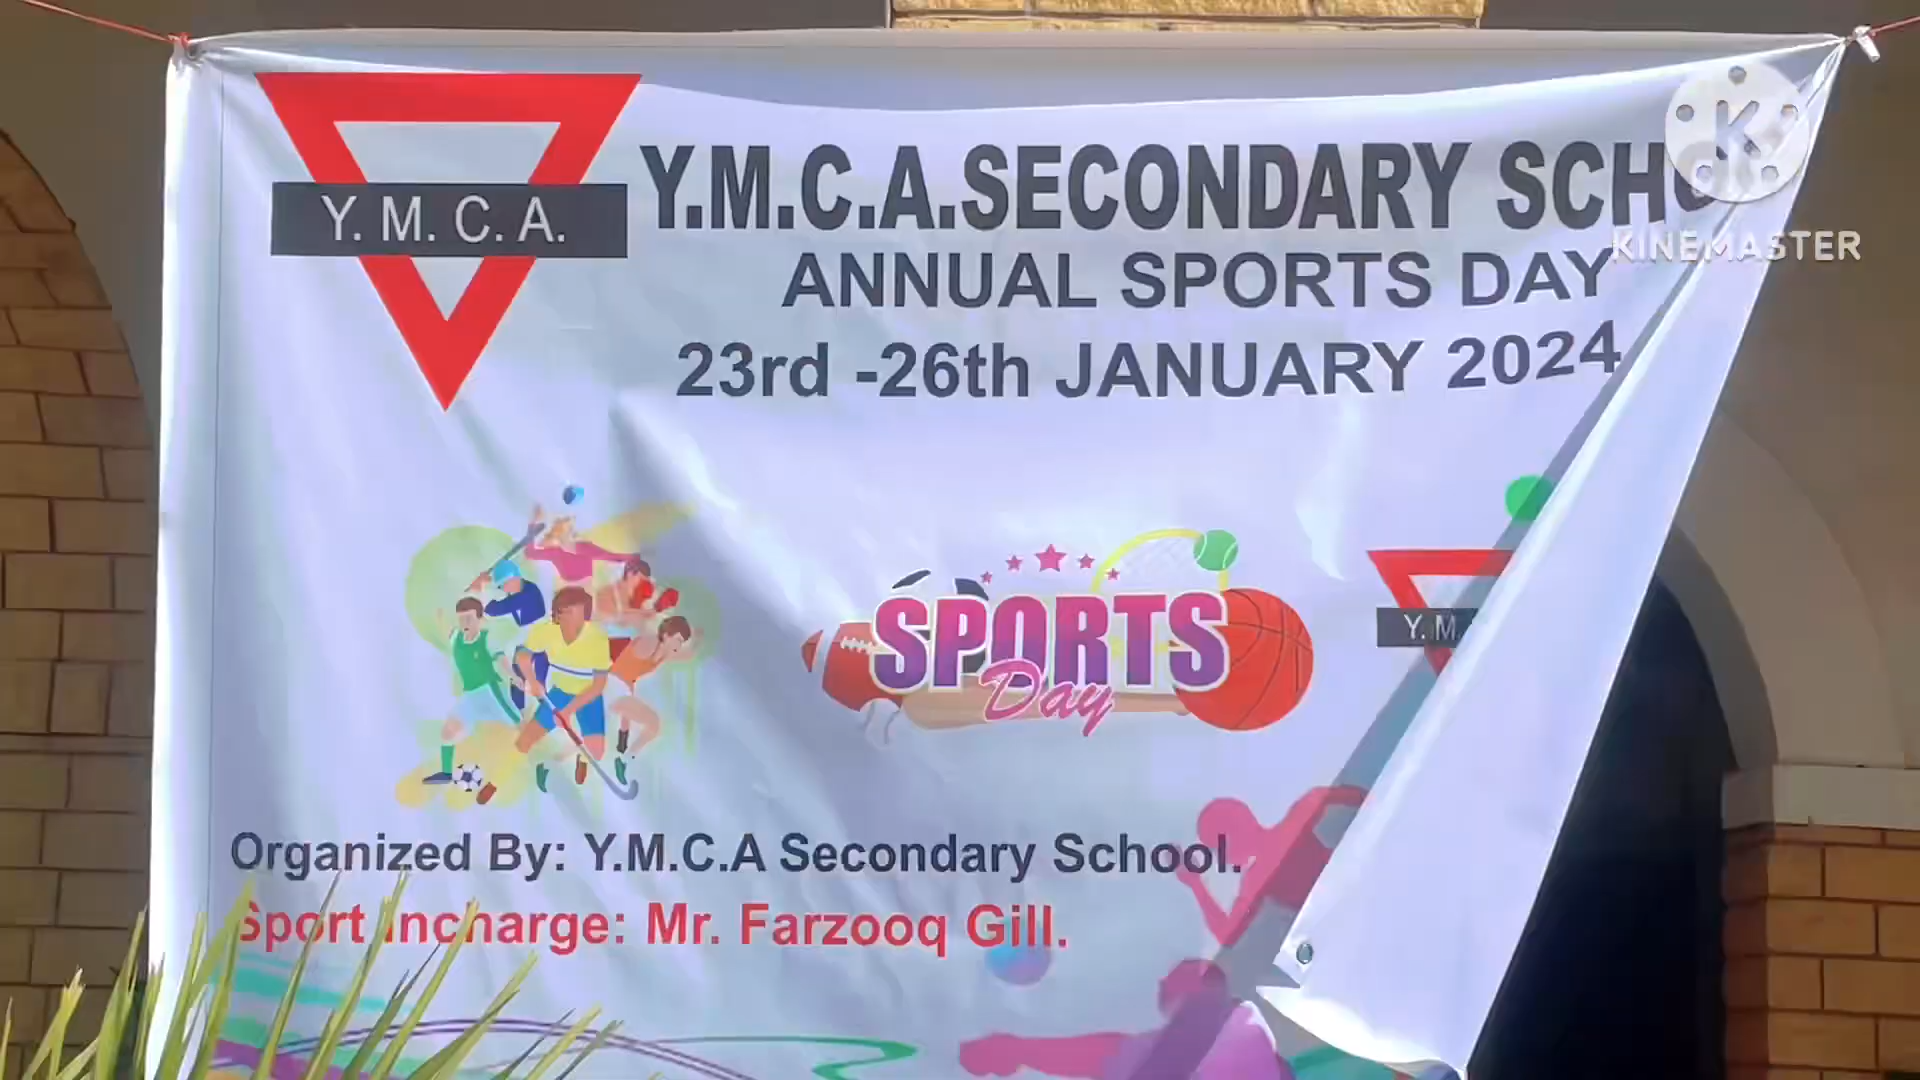 Y. M. C. A.
Y.M.C.A.SECONDARY SCHO
ANNUAL SPORTS DAY
23rd -26th JANUARY 2024
K
KINEMASTER
SPORTS
Day
Y. M.
Organized By: Y.M.C.A Secondary School.
Sport Incharge: Mr. Farzooq Gill.